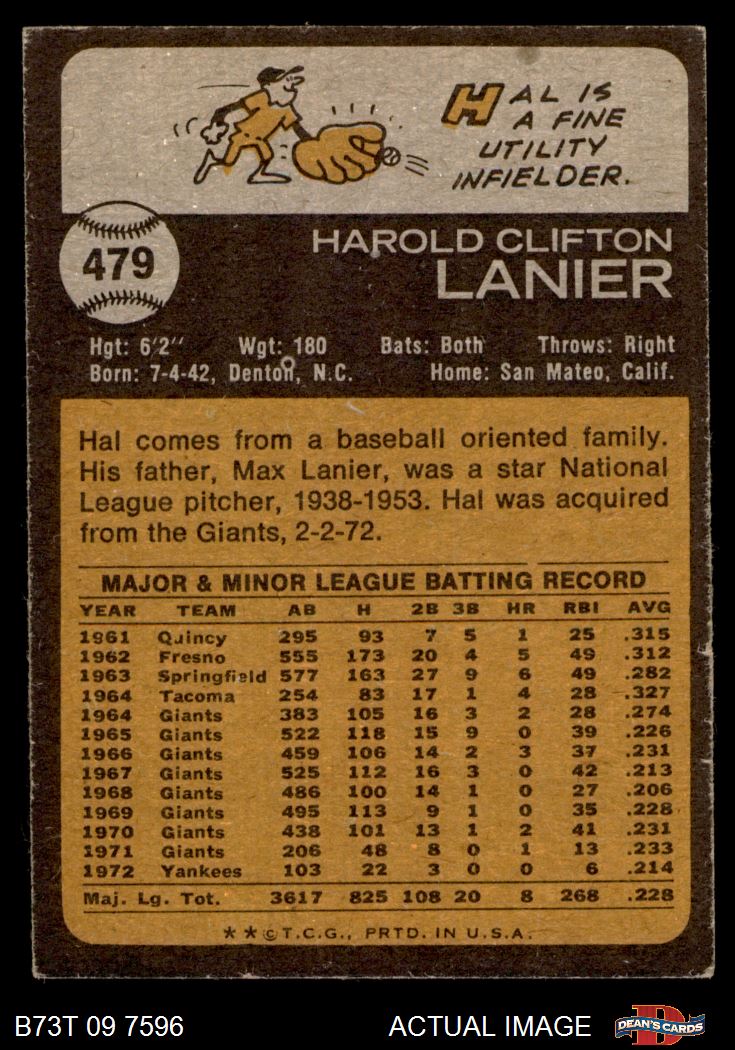 HAL IS
A FINE
UTILITY
INFIELDER.
479
HAROLD CLIFTON
LANIER
Hgt: 6'2" Wgt: 180 Bats: Both Throws: Right
Born: 7-4-42, Denton, N.C. Home: San Mateo, Calif.
Hal comes from a baseball oriented family.
His father, Max Lanier, was a star National
League pitcher, 1938-1953. Hal was acquired
from the Giants, 2-2-72.
MAJOR & MINOR LEAGUE BATTING RECORD
YEAR TEAM AB H 2B 3B HR RBI AVG
1961 Quincy 295 93 7 5 1 25 .315
1962 Fresno 555 173 20 4 5 49 .312
1963 Springfield 577 163 27 9 6 49 .282
1964 Tacoma 254 83 17 1 4 28 .327
1964 Giants 383 105 16 3 2 28 .274
1965 Giants 522 118 15 9 0 39 .226
1966 Giants 459 106 14 2 3 37 .231
1967 Giants 525 112 16 3 0 42 .213
1968 Giants 486 100 14 1 0 27 .206
1969 Giants 495 113 9 1 0 35 .228
1970 Giants 438 101 13 1 2 41 .231
1971 Giants 206 48 8 0 1 13 .233
1972 Yankees 103 22 3 0 0 6 .214
Maj. Lg. Tot. 3617 825 108 20 8 268 .228
**©T.C.G., PRTD. IN U.S.A.
B73T 09 7596 ACTUAL IMAGE D DEAN'S CARDS